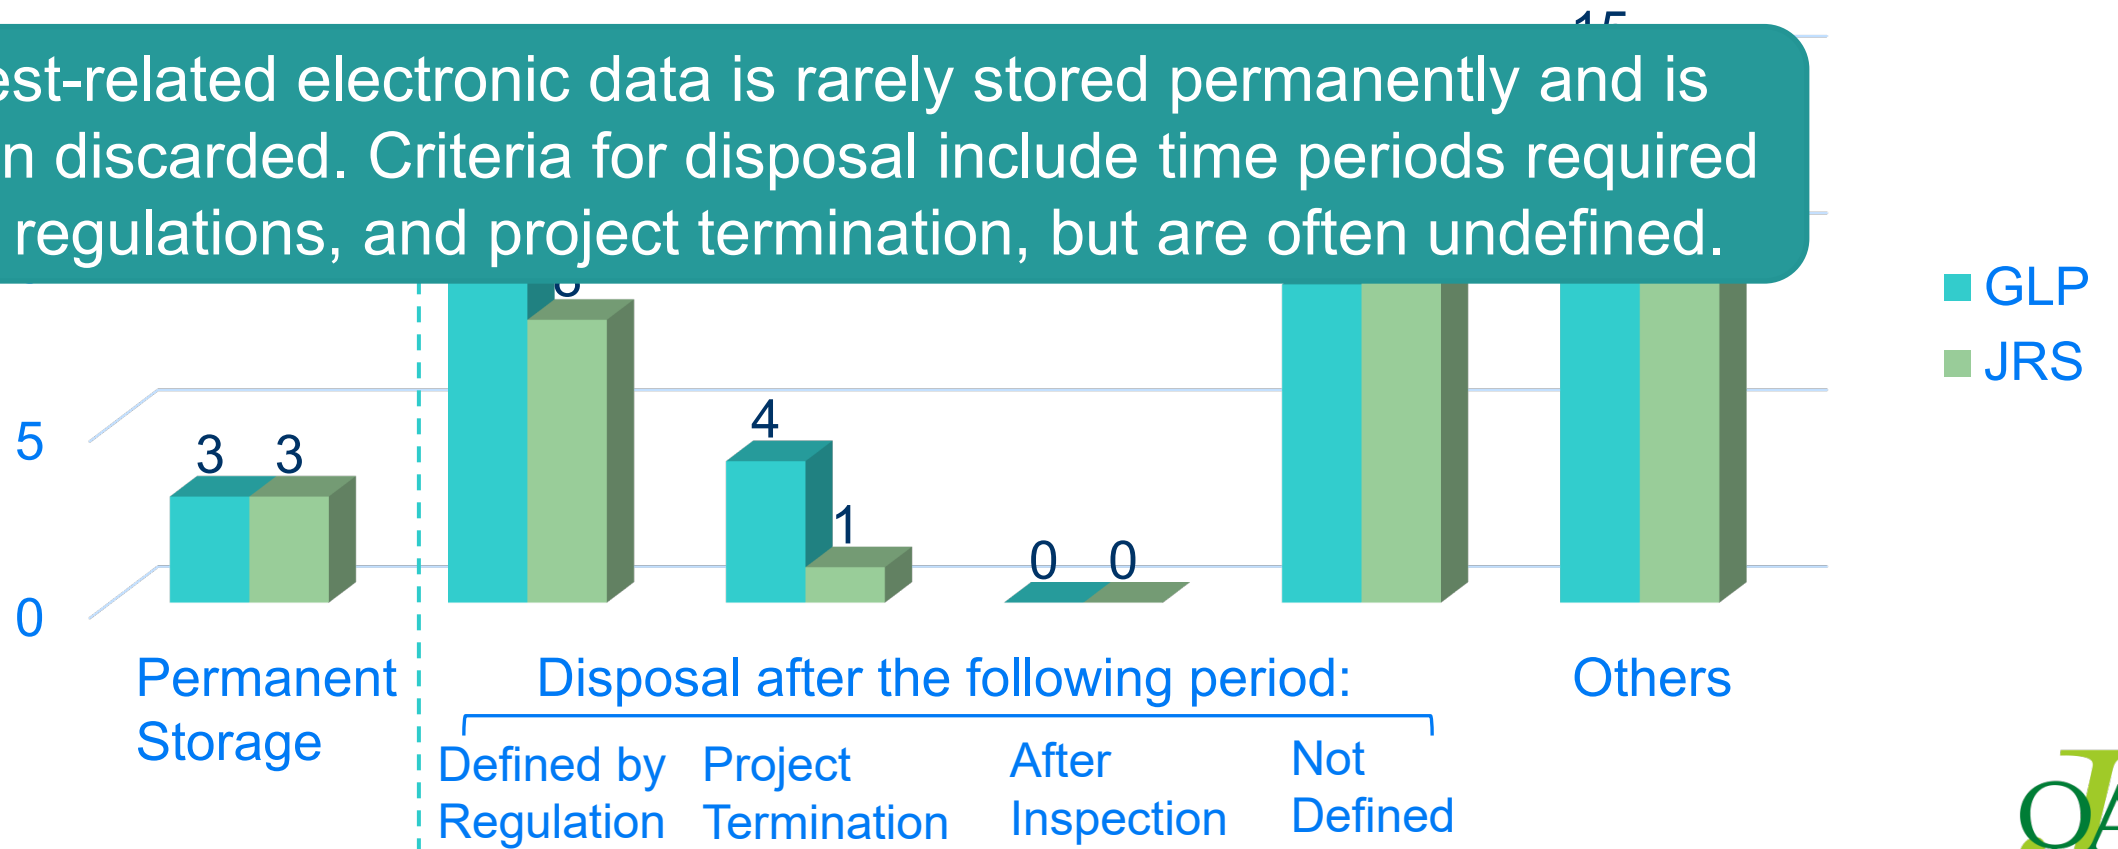 15
est-related electronic data is rarely stored permanently and is
n discarded. Criteria for disposal include time periods required
regulations, and project termination, but are often undefined.
8
GLP
JRS
5
3 3
4
1
0 0
0
Permanent
Storage
Disposal after the following period:
Others
Defined by
Regulation
Project
Termination
After
Inspection
Not
Defined